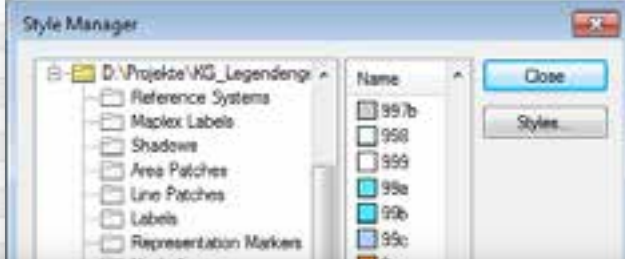 Style Manager
D:\Projekte\KG_Legendengr
Reference Systems
Maplex Labels
Shadows
Area Patches
Line Patches
Labels
Representation Markers
Name
997b
998
999
99a
99b
99c
Close
Styles...